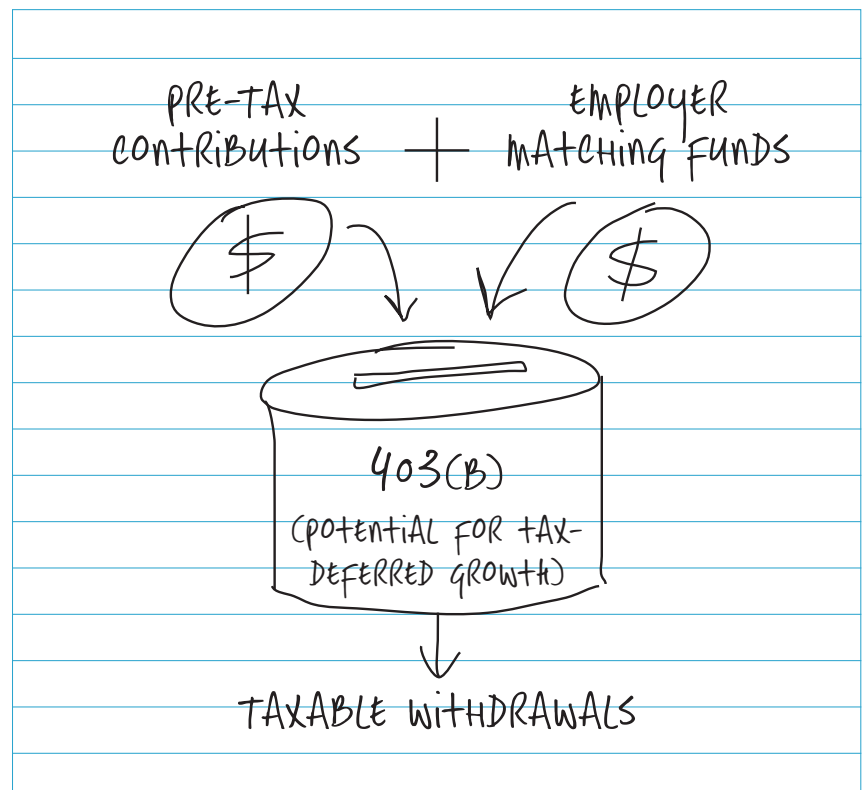 PRE-TAX
CONTRIBUTIONS
+
EMPLOYER
MATCHING FUNDS
$
$
403(B)
(POTENTIAL FOR TAX-
DEFERRED GROWTH)
TAXABLE WITHDRAWALS